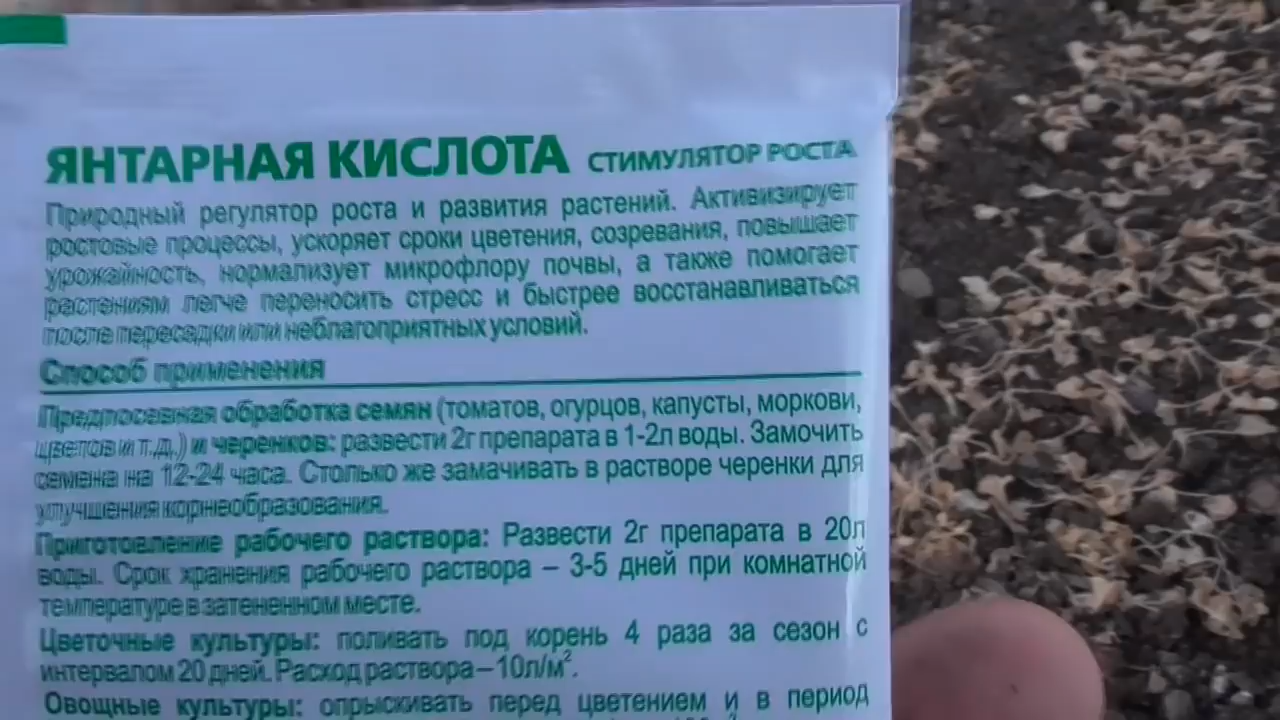 ЯНТАРНАЯ КИСЛОТА СТИМУЛЯТОР РОСТА
Природный регулятор роста и развития растений. Активизирует
ростовые процессы, ускоряет сроки цветения, созревания, повышает
урожайность, нормализует микрофлору почвы, а также помогает
растениям легче переносить стресс и быстрее восстанавливаться
после пересадки или неблагоприятных условий.
Способ применения
Предпосевная обработка семян (томатов, огурцов, капусты, моркови,
цветов и т.д.) и черенков: развести 2г препарата в 1-2л воды. Замочить
семена на 12-24 часа. Столько же замачивать в растворе черенки для
улучшения корнеобразования.
Приготовление рабочего раствора: Развести 2г препарата в 20л
воды. Срок хранения рабочего раствора – 3-5 дней при комнатной
температуре в затененном месте.
Цветочные культуры: поливать под корень 4 раза за сезон с
интервалом 20 дней. Расход раствора – 10л/м².
Овощные культуры: опрыскивать перед цветением и в период